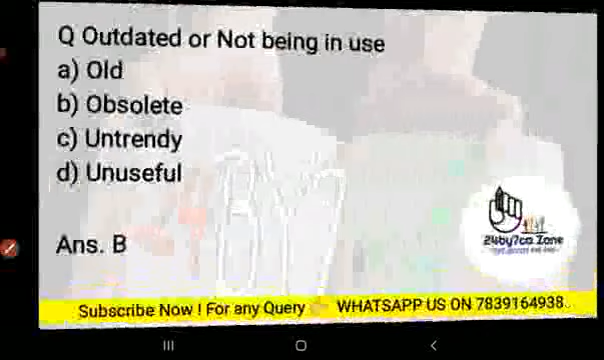 Q Outdated or Not being in use
a) Old
b) Obsolete
c) Untrendy
d) Unuseful
Ans. B
24by7ca Zone
Subscribe Now ! For any Query 👉 WHATSAPP US ON 7839164938